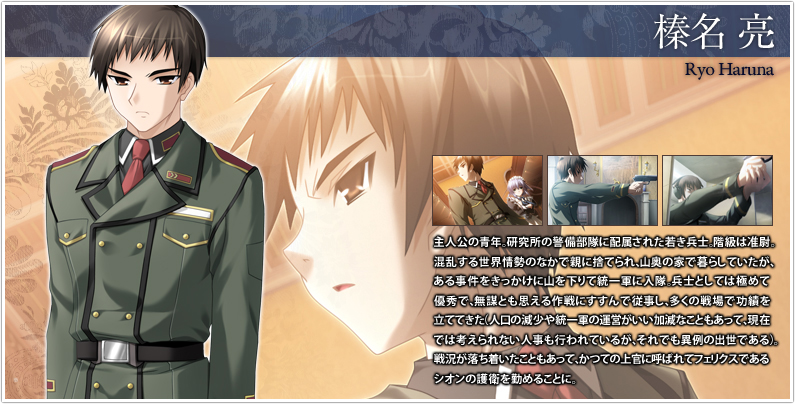 榛名 亮
Ryo Haruna
主人公の青年。研究所の警備部隊に配属された若き兵士。階級は准尉。
混乱する世界情勢のなかで親に捨てられ、山奥の家で暮らしていたが、
ある事件をきっかけに山を下りて統一軍に入隊。兵士としては極めて
優秀で、無謀とも思える作戦にすすんで従事し、多くの戦場で功績を
立ててきた(人口の減少や統一軍の運営がいい加減なこともあって、現在
では考えられない人事も行われているが、それでも異例の出世である)。
戦況が落ち着いたこともあって、かつての上官に呼ばれてフェリクスである
シオンの護衛を勤めることに。